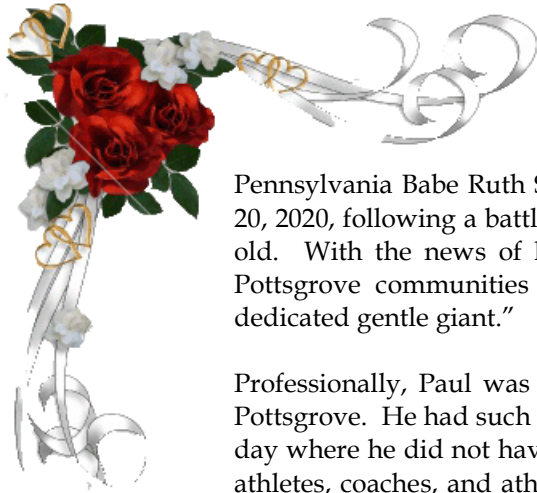 Pennsylvania Babe Ruth
20, 2020, following a battl
old. With the news of
Pottsgrove communities
dedicated gentle giant.”
Professionally, Paul was
Pottsgrove. He had such
day where he did not hav
athletes, coaches, and ath